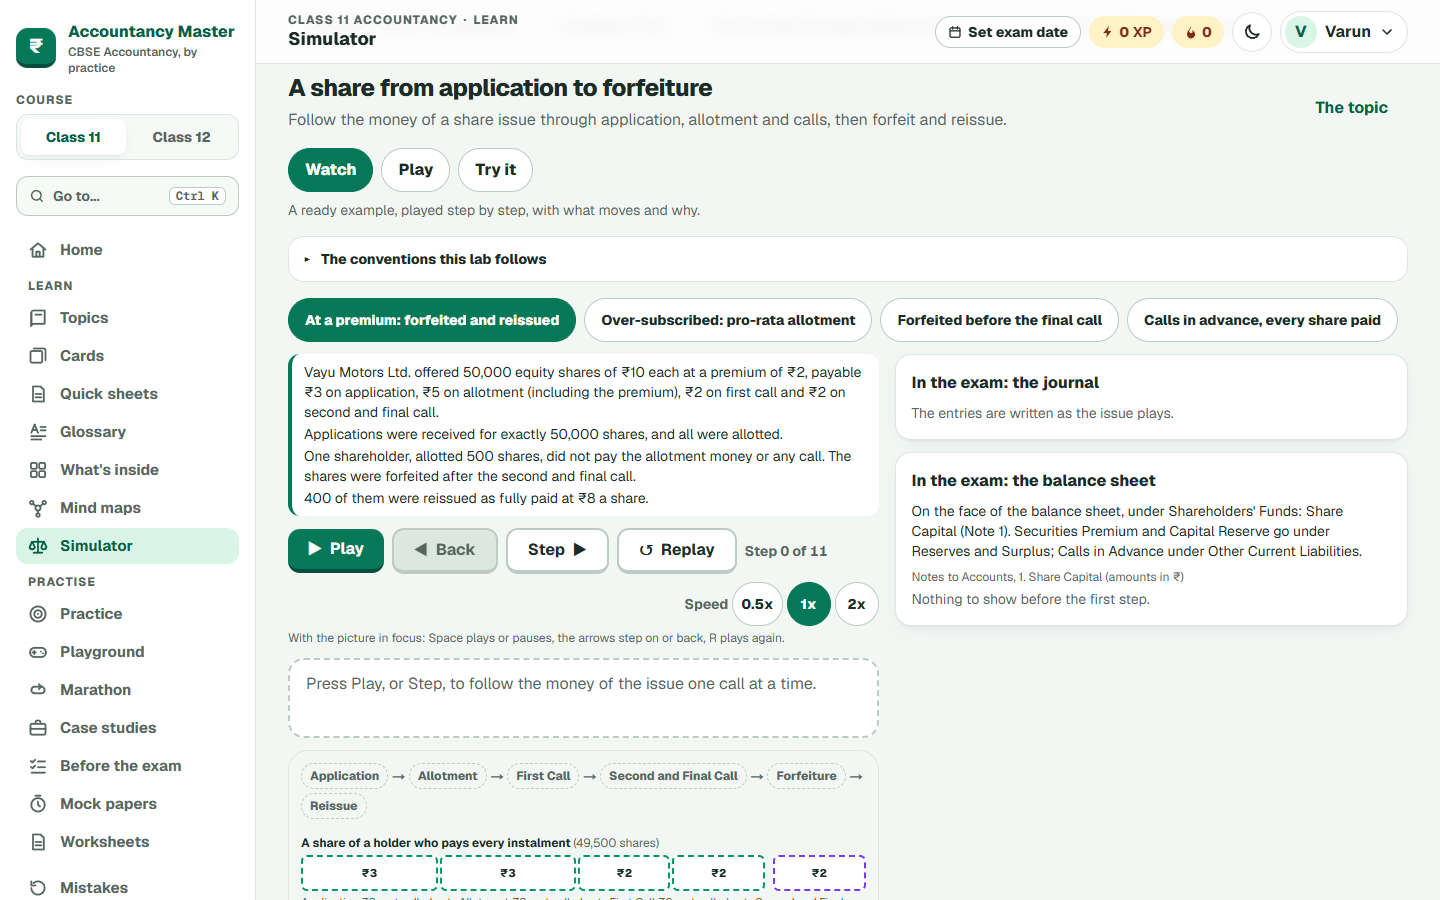 Accountancy Master
CBSE Accountancy, by
practice
COURSE
Class 11
Class 12
Go to...
Ctrl K
Home
LEARN
Topics
Cards
Quick sheets
Glossary
What's inside
Mind maps
Simulator
PRACTISE
Practice
Playground
Marathon
Case studies
Before the exam
Mock papers
Worksheets
Mistakes
CLASS 11 ACCOUNTANCY · LEARN
Simulator
Set exam date
0 XP
0
V Varun
A share from application to forfeiture
Follow the money of a share issue through application, allotment and calls, then forfeit and reissue.
The topic
Watch
Play
Try it
A ready example, played step by step, with what moves and why.
▸ The conventions this lab follows
At a premium: forfeited and reissued
Over-subscribed: pro-rata allotment
Forfeited before the final call
Calls in advance, every share paid
Vayu Motors Ltd. offered 50,000 equity shares of ₹10 each at a premium of ₹2, payable
₹3 on application, ₹5 on allotment (including the premium), ₹2 on first call and ₹2 on
second and final call.
Applications were received for exactly 50,000 shares, and all were allotted.
One shareholder, allotted 500 shares, did not pay the allotment money or any call. The
shares were forfeited after the second and final call.
400 of them were reissued as fully paid at ₹8 a share.
▶ Play
◀ Back
Step ▶
↺ Replay
Step 0 of 11
Speed
0.5x
1x
2x
With the picture in focus: Space plays or pauses, the arrows step on or back, R plays again.
Press Play, or Step, to follow the money of the issue one call at a time.
Application → Allotment → First Call → Second and Final Call → Forfeiture →
Reissue
A share of a holder who pays every instalment (49,500 shares)
₹3
₹3
₹2
₹2
₹2
In the exam: the journal
The entries are written as the issue plays.
In the exam: the balance sheet
On the face of the balance sheet, under Shareholders' Funds: Share
Capital (Note 1). Securities Premium and Capital Reserve go under
Reserves and Surplus; Calls in Advance under Other Current Liabilities.
Notes to Accounts, 1. Share Capital (amounts in ₹)
Nothing to show before the first step.